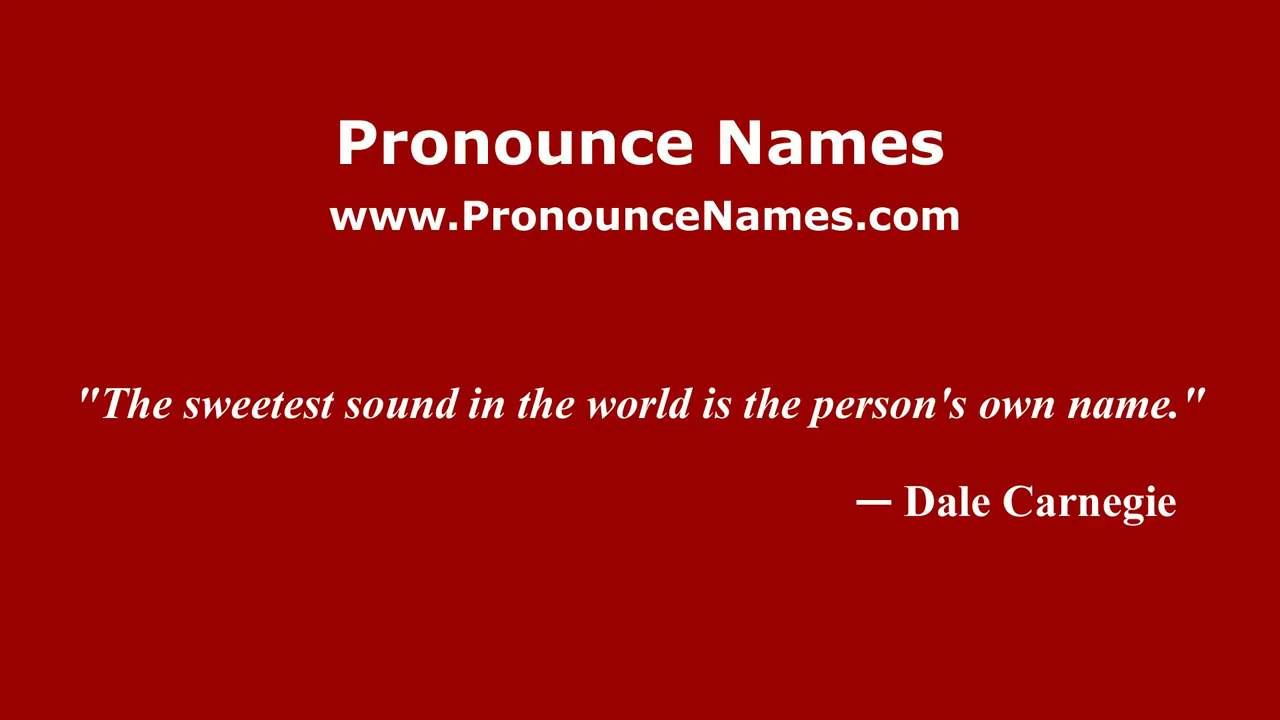 Pronounce Names
www.PronounceNames.com
"The sweetest sound in the world is the person's own name."
— Dale Carnegie